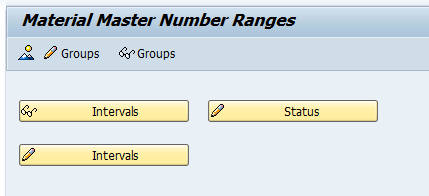 Material Master Number Ranges
Groups Groups
Intervals Status
Intervals